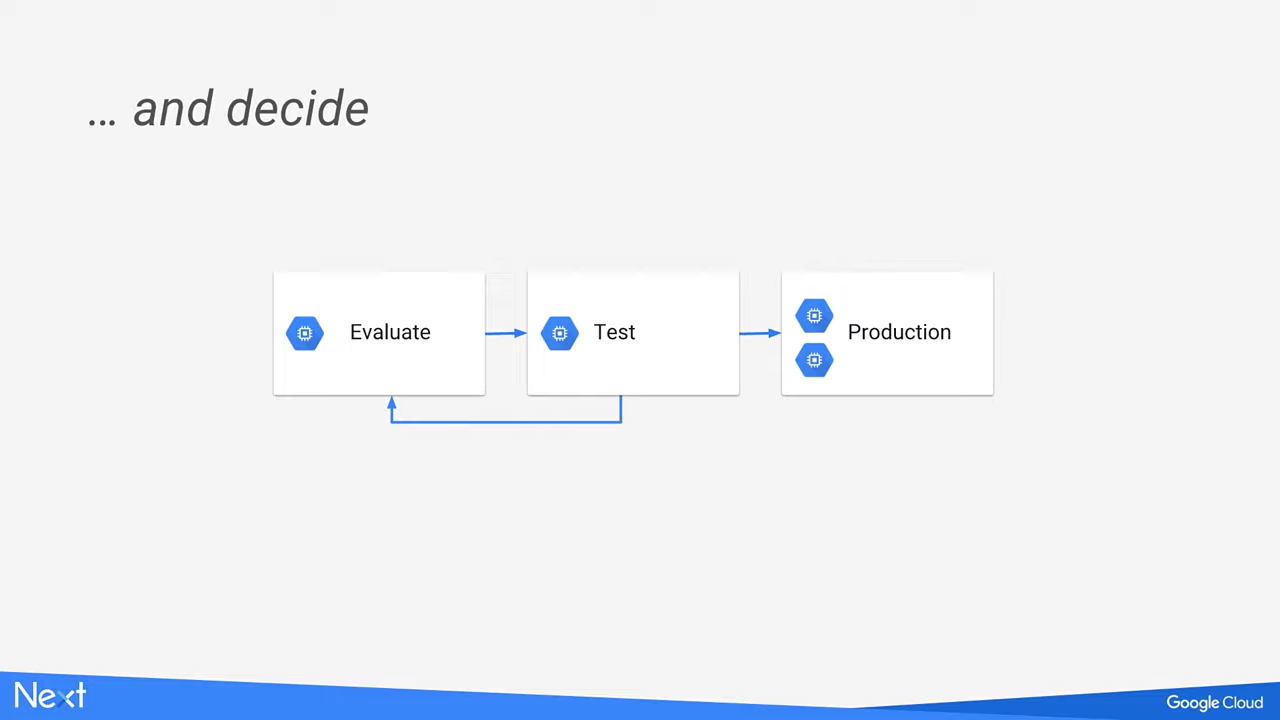 … and decide
Evaluate
Test
Production
Next
Google Cloud